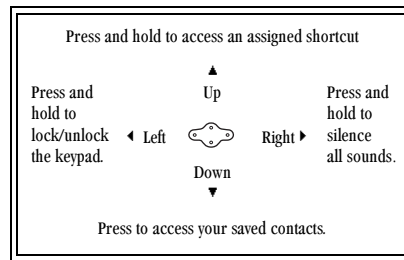 Press and hold to access an assigned shortcut
Up
Press and
hold to
lock/unlock
the keypad.
Left
Right
Press and
hold to
silence
all sounds.
Down
Press to access your saved contacts.